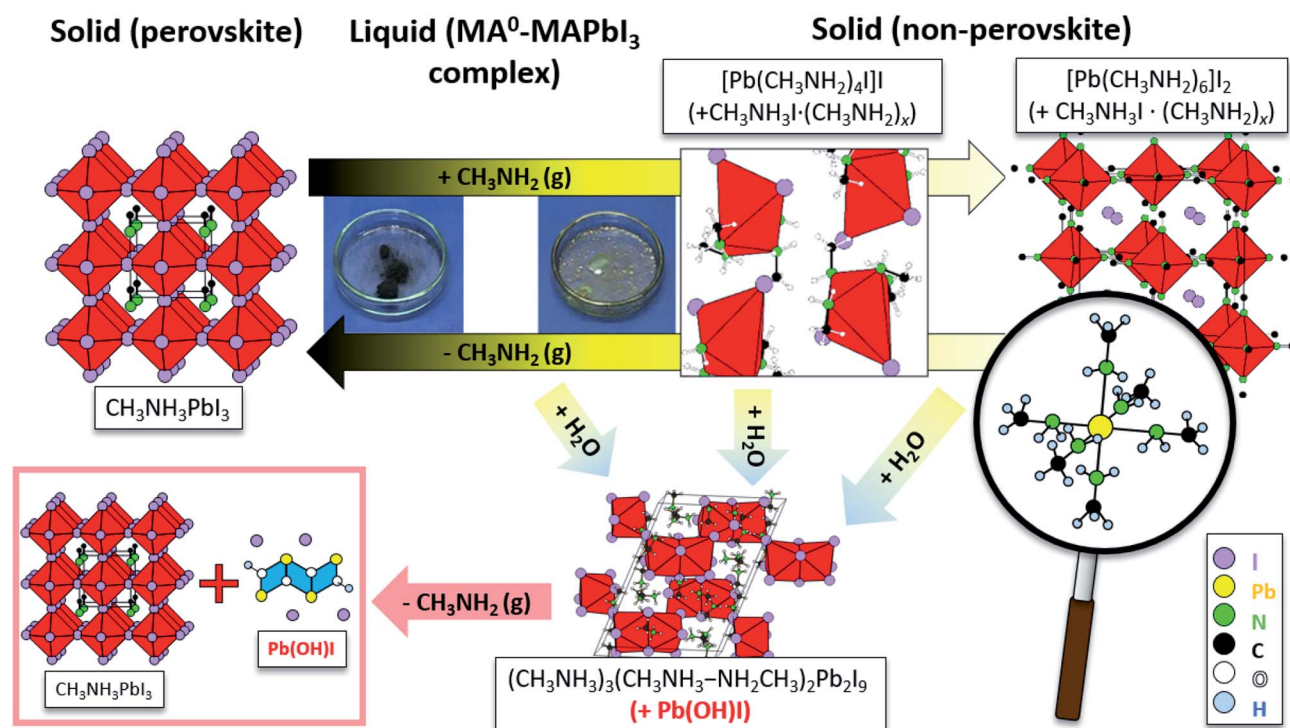 Solid (perovskite)
Liquid (MA⁰-MAPbI₃
complex)
Solid (non-perovskite)
[Pb(CH₃NH₂)₄I]I
(+CH₃NH₃I·(CH₃NH₂)ₓ)
[Pb(CH₃NH₂)₆]I₂
(+ CH₃NH₃I · (CH₃NH₂)ₓ)
+ CH₃NH₂ (g)
- CH₃NH₂ (g)
CH₃NH₃PbI₃
+ H₂O
+ H₂O
+ H₂O
+
Pb(OH)I
CH₃NH₃PbI₃
- CH₃NH₂ (g)
(CH₃NH₃)₃(CH₃NH₃–NH₂CH₃)₂Pb₂I₉
(+ Pb(OH)I)
I
Pb
N
C
O
H